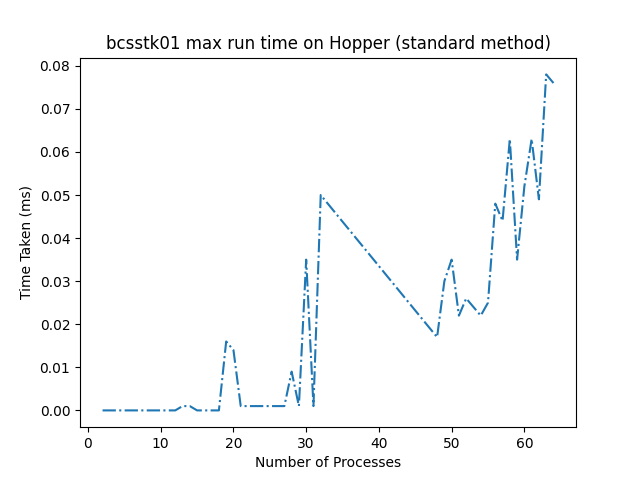 bcsstk01 max run time on Hopper (standard method)
0.08
0.07
0.06
0.05
0.04
0.03
0.02
0.01
0.00
Time Taken (ms)
0 10 20 30 40 50 60
Number of Processes